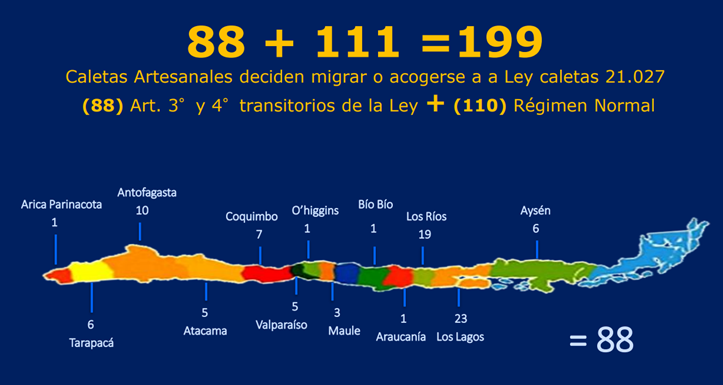 88 + 111 =199
Caletas Artesanales deciden migrar o acogerse a a Ley caletas 21.027
(88) Art. 3° y 4° transitorios de la Ley + (110) Régimen Normal
Arica Parinacota
1
Antofagasta
10
Coquimbo
7
O'higgins
1
Bío Bío
1
Los Ríos
19
Aysén
6
6
Tarapacá
5
Atacama
5
Valparaíso
3
Maule
1
Araucanía
23
Los Lagos
= 88